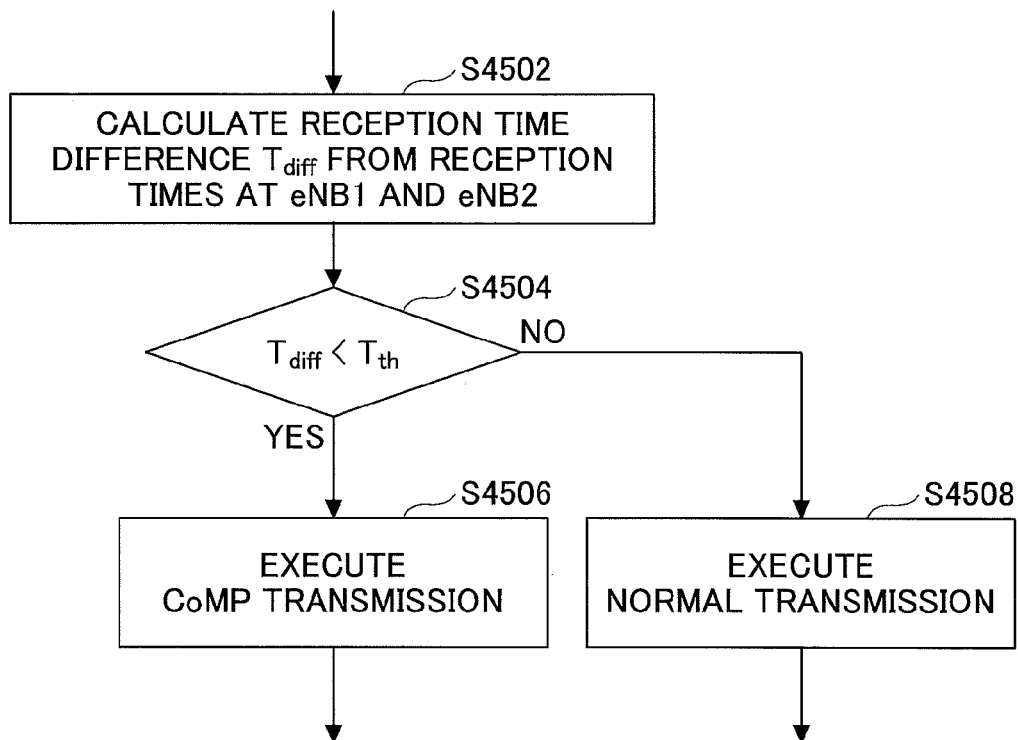 S4502
CALCULATE RECEPTION TIME
DIFFERENCE Tdiff FROM RECEPTION
TIMES AT eNB1 AND eNB2
S4504
Tdiff < Tth
NO
YES
S4506
EXECUTE
CoMP TRANSMISSION
S4508
EXECUTE
NORMAL TRANSMISSION